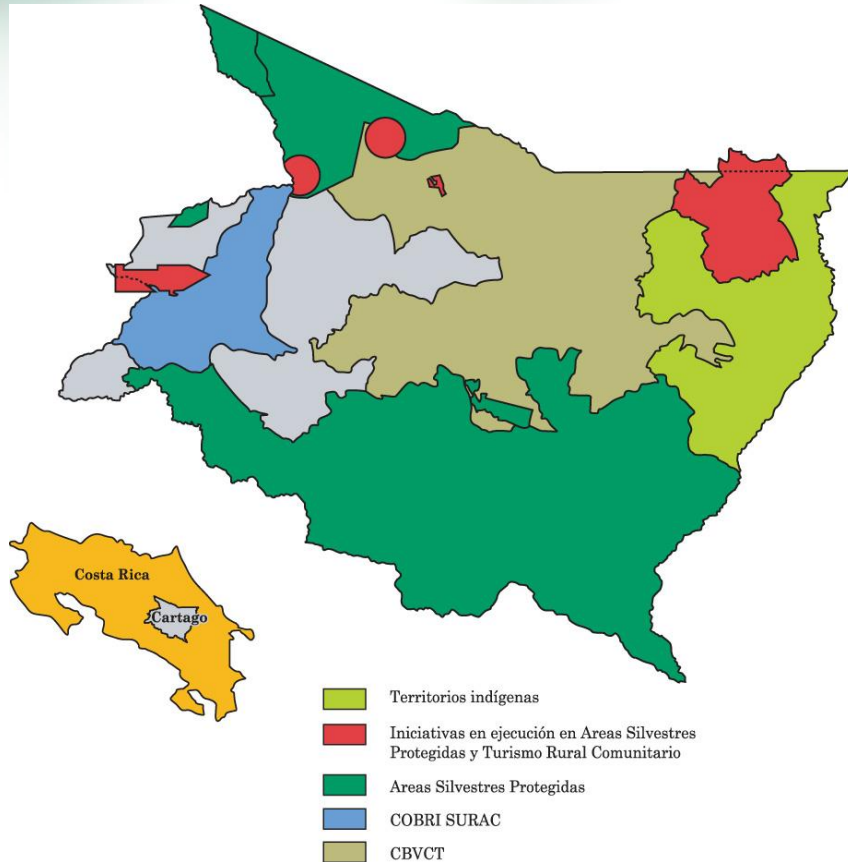 Costa Rica
Cartago
Territorios indígenas
Iniciativas en ejecución en Areas Silvestres
Protegidas y Turismo Rural Comunitario
Areas Silvestres Protegidas
COBRI SURAC
CBVCT